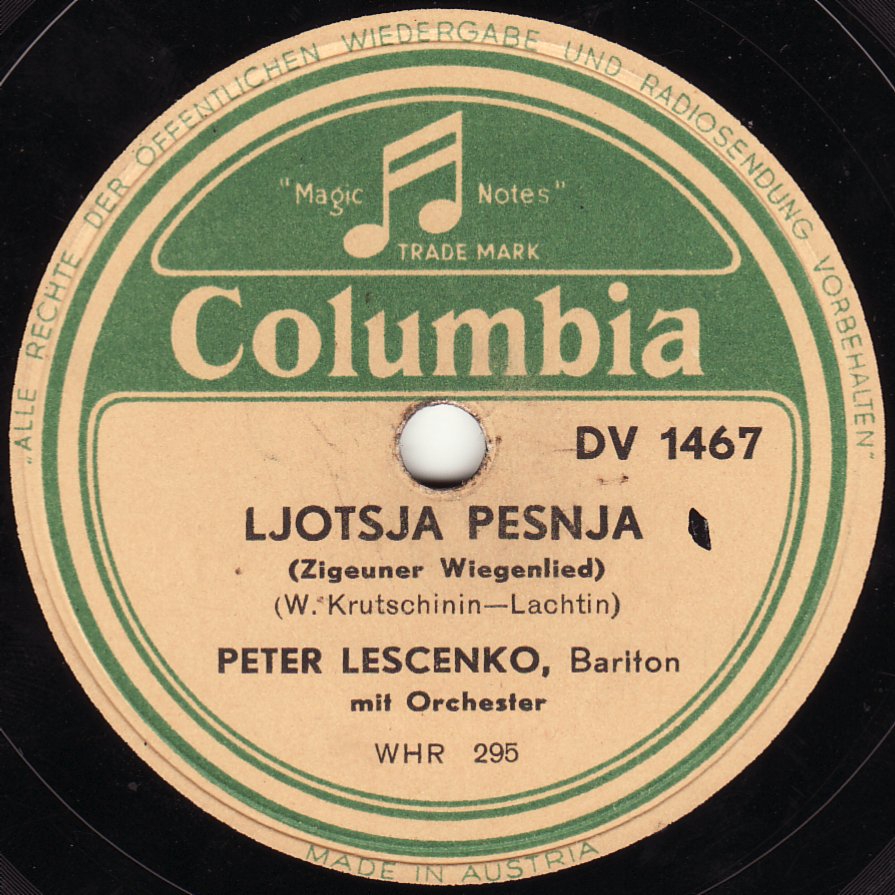 „ALLE RECHTE DER ÖFFENTLICHEN WIEDERGABE UND RADIOSENDUNG VORBEHALTEN“
"Magic Notes"
TRADE MARK
Columbia
DV 1467
LJOTSJA PESNJA
(Zigeuner Wiegenlied)
(W. Krutschinin—Lachtin)
PETER LESCENKO, Bariton
mit Orchester
WHR 295
MADE IN AUSTRIA